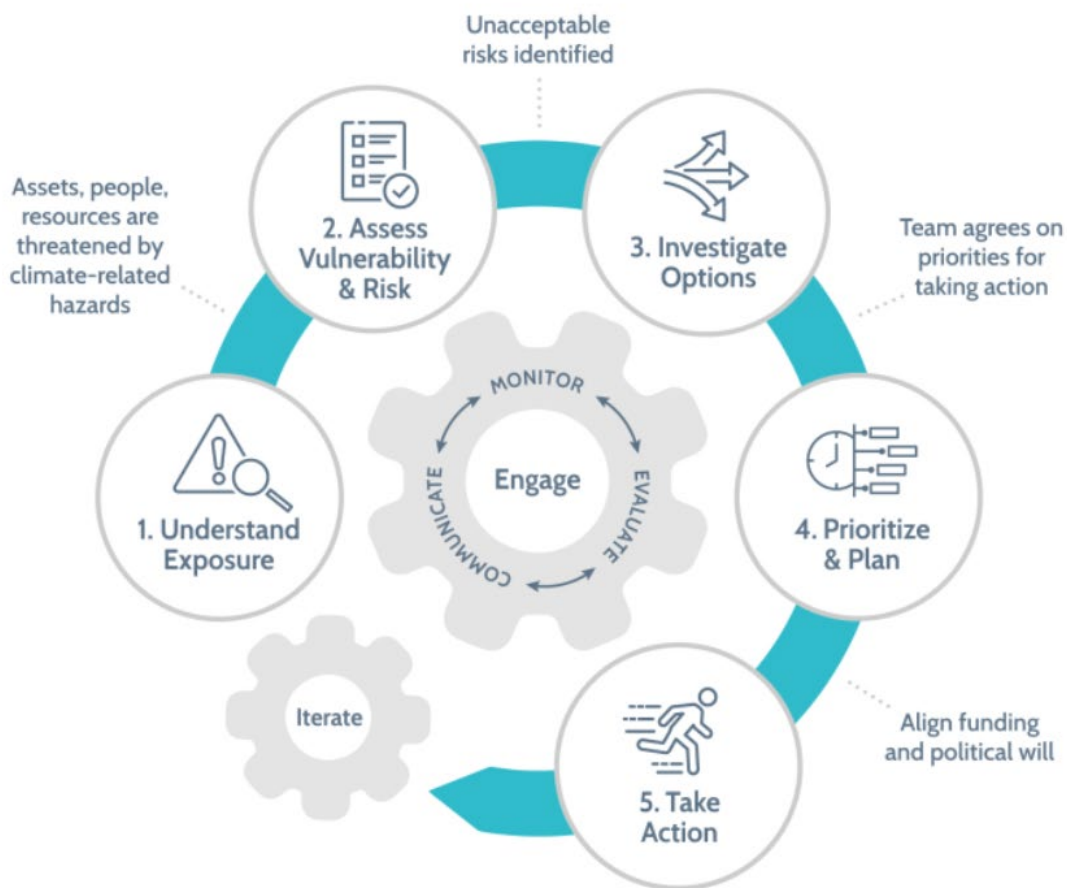 Unacceptable
risks identified
Assets, people,
resources are
threatened by
climate-related
hazards
2. Assess
Vulnerability
& Risk
3. Investigate
Options
Team agrees on
priorities for
taking action
1. Understand
Exposure
MONITOR
EVALUATE
COMMUNICATE
Engage
4. Prioritize
& Plan
Align funding
and political will
5. Take
Action
Iterate